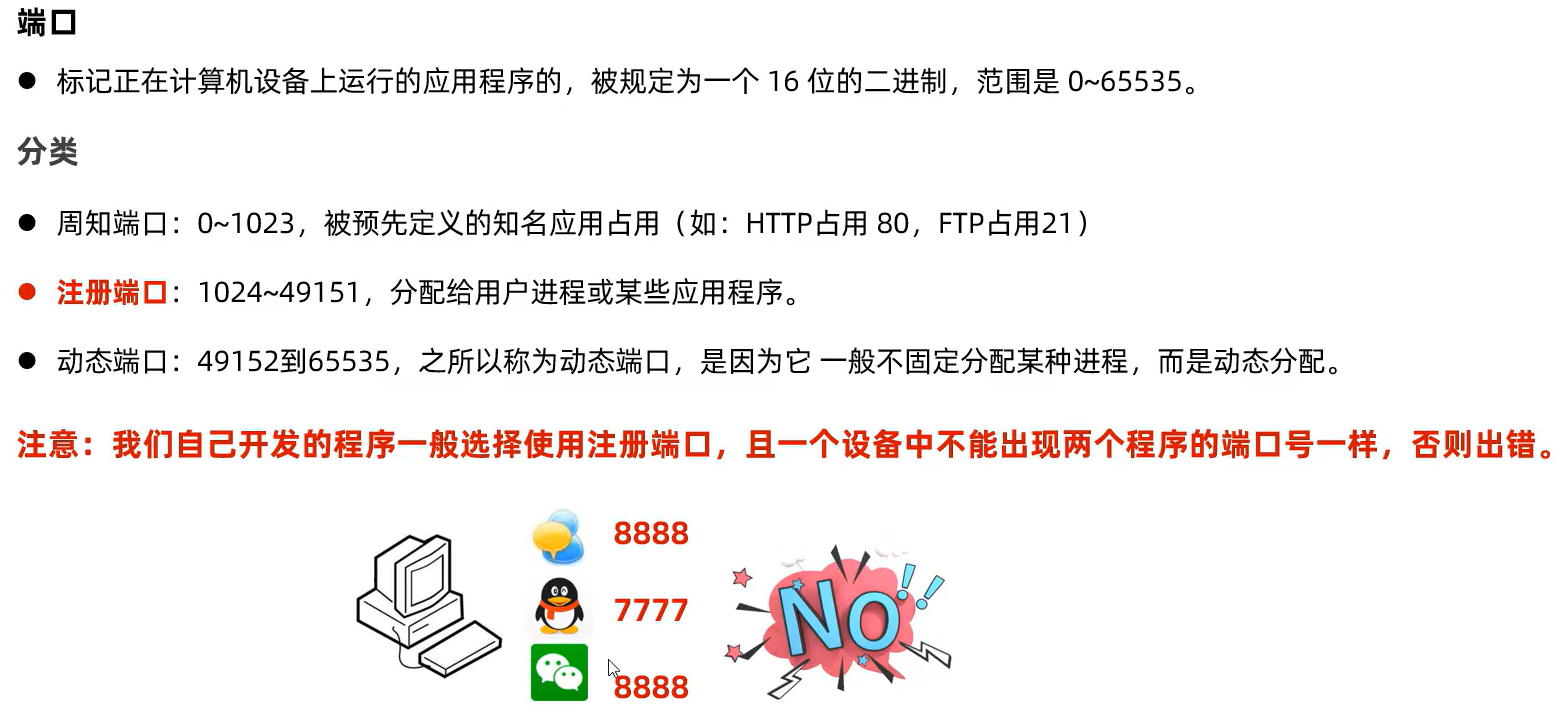 端口
● 标记正在计算机设备上运行的应用程序的，被规定为一个 16 位的二进制，范围是 0~65535。
分类
● 周知端口：0~1023，被预先定义的知名应用占用（如：HTTP占用 80，FTP占用21）
● 注册端口：1024~49151，分配给用户进程或某些应用程序。
● 动态端口：49152到65535，之所以称为动态端口，是因为它 一般不固定分配某种进程，而是动态分配。
注意：我们自己开发的程序一般选择使用注册端口，且一个设备中不能出现两个程序的端口号一样，否则出错。
8888
7777
8888
NO!!